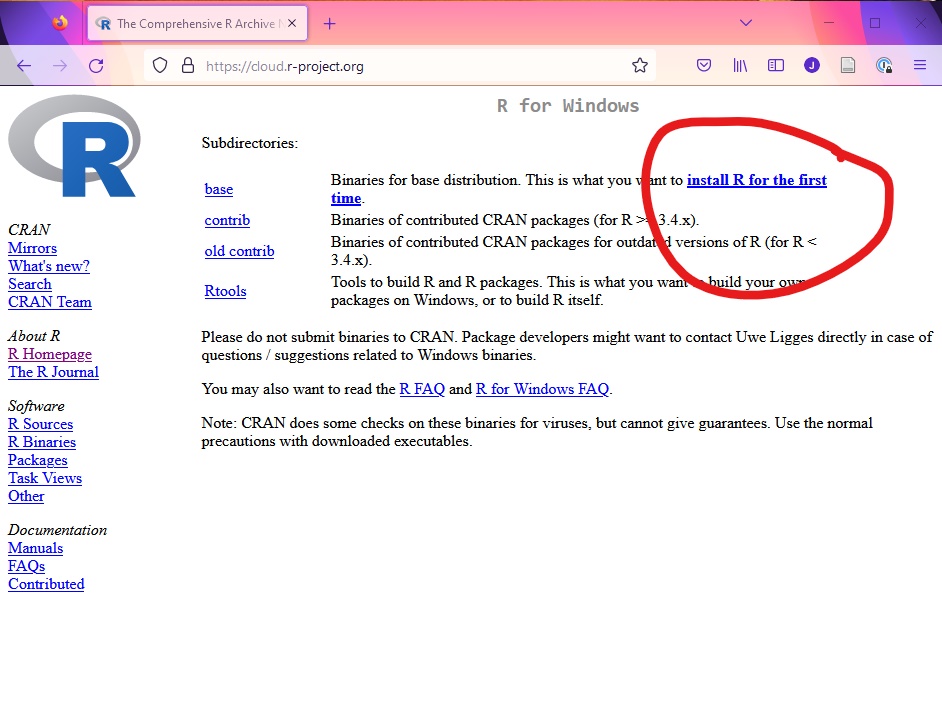 The Comprehensive R Archive N
https://cloud.r-project.org
J
R
R for Windows
Subdirectories:
base Binaries for base distribution. This is what you want to install R for the first
time.
contrib Binaries of contributed CRAN packages (for R >= 3.4.x).
old contrib Binaries of contributed CRAN packages for outdated versions of R (for R <
3.4.x).
Rtools Tools to build R and R packages. This is what you want to build your own
packages on Windows, or to build R itself.
Please do not submit binaries to CRAN. Package developers might want to contact Uwe Ligges directly in case of
questions / suggestions related to Windows binaries.
You may also want to read the R FAQ and R for Windows FAQ.
Note: CRAN does some checks on these binaries for viruses, but cannot give guarantees. Use the normal
precautions with downloaded executables.
CRAN
Mirrors
What's new?
Search
CRAN Team
About R
R Homepage
The R Journal
Software
R Sources
R Binaries
Packages
Task Views
Other
Documentation
Manuals
FAQs
Contributed